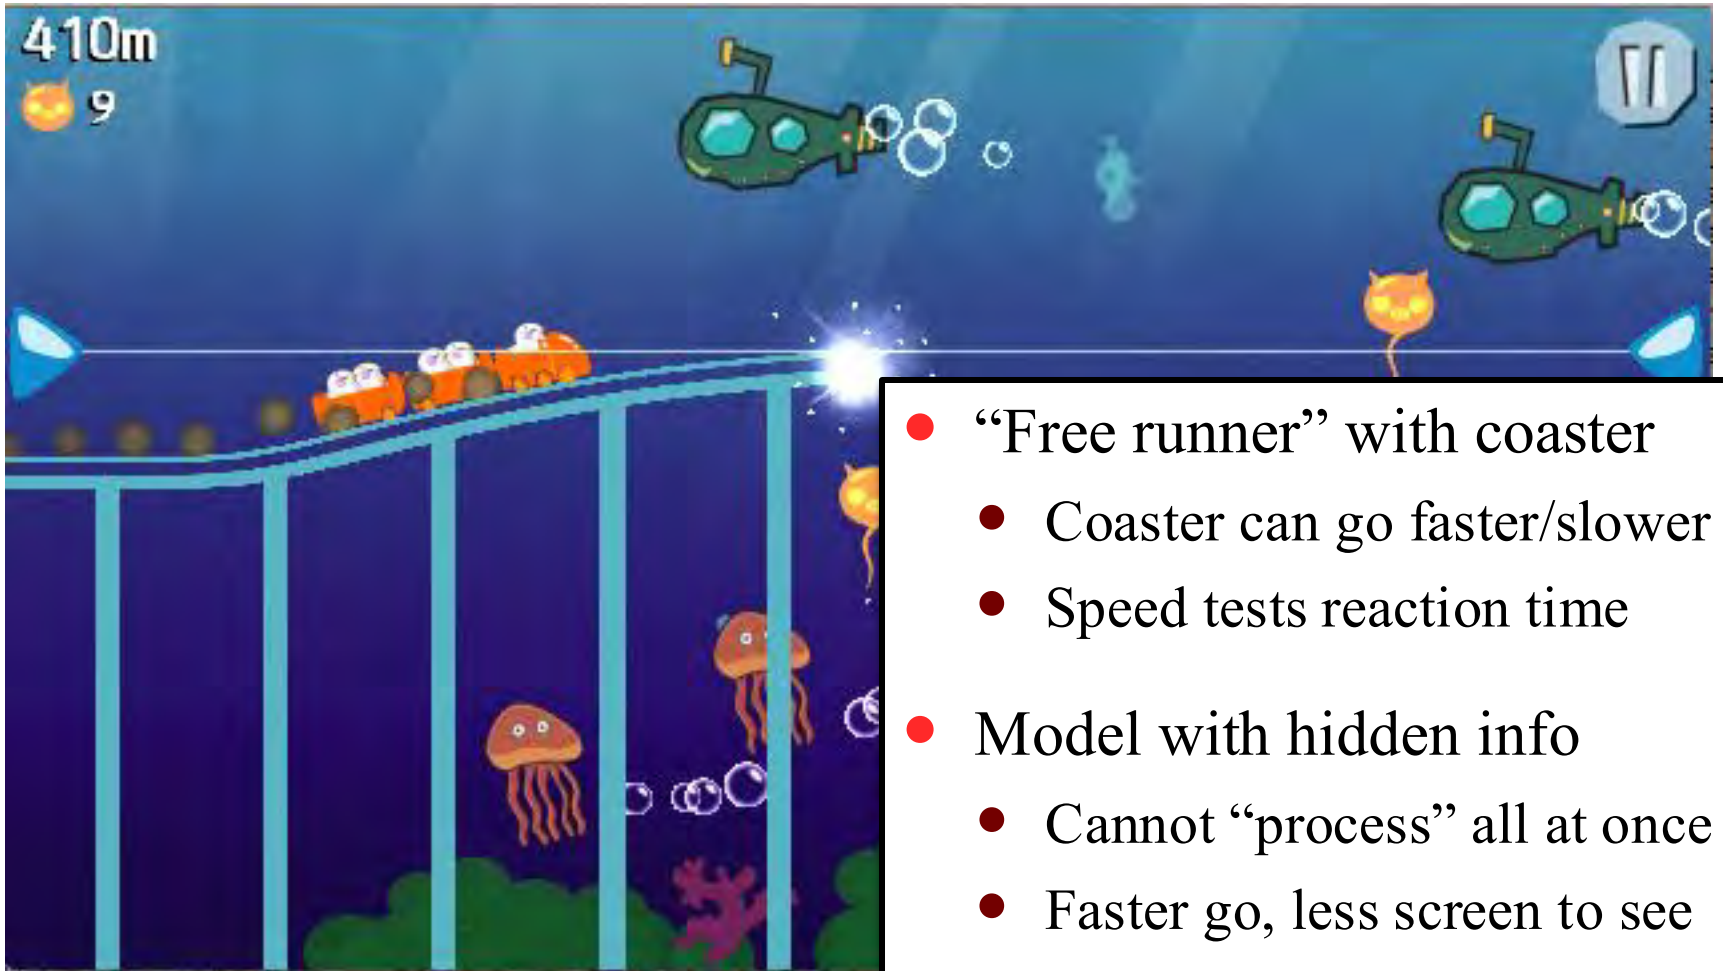 410m
9
“Free runner” with coaster
Coaster can go faster/slower
Speed tests reaction time
Model with hidden info
Cannot “process” all at once
Faster go, less screen to see